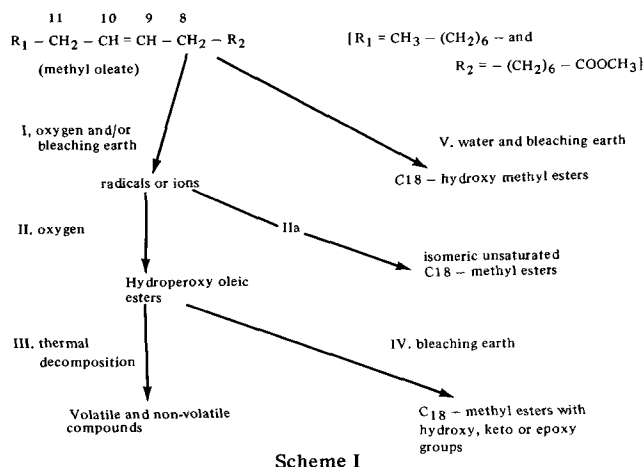 11 10 9 8
R₁ – CH₂ – CH = CH – CH₂ – R₂
(methyl oleate)
[R₁ = CH₃ – (CH₂)₆ – and
R₂ = – (CH₂)₆ – COOCH₃]
I, oxygen and/or
bleaching earth
V. water and bleaching earth
radicals or ions
C18 – hydroxy methyl esters
II. oxygen
IIa
isomeric unsaturated
C18 – methyl esters
Hydroperoxy oleic
esters
III. thermal
decomposition
IV. bleaching earth
Volatile and non-volatile
compounds
C₁₈ – methyl esters with
hydroxy, keto or epoxy
groups
Scheme I